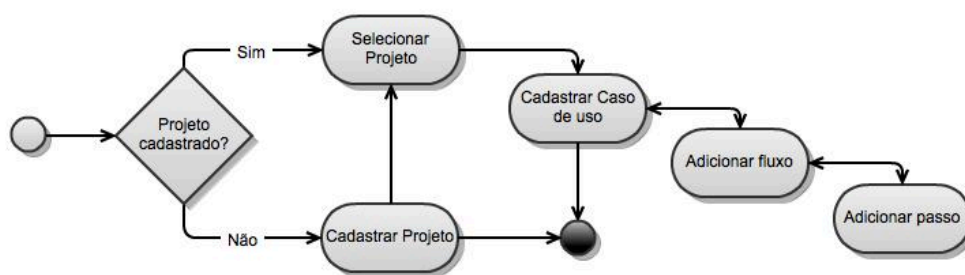 Sim
Selecionar
Projeto
Projeto
cadastrado?
Cadastrar Caso
de uso
Adicionar fluxo
Adicionar passo
Não
Cadastrar Projeto